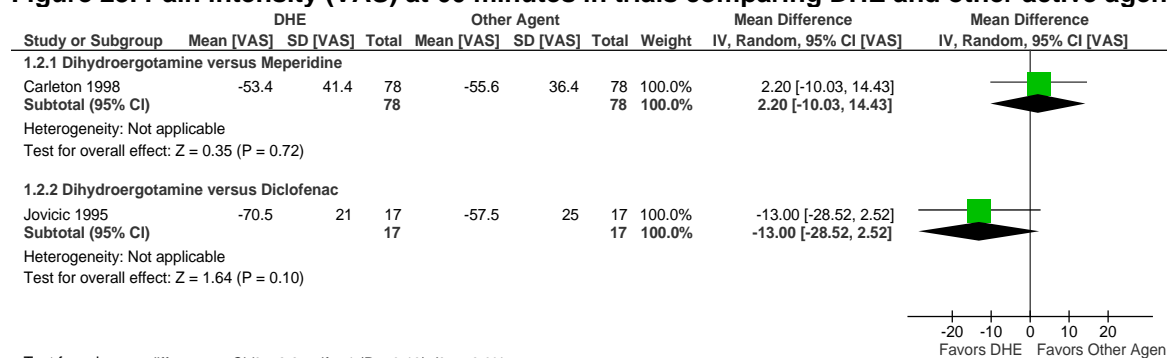 DHE Other Agent Mean Difference Mean Difference
Study or Subgroup Mean [VAS] SD [VAS] Total Mean [VAS] SD [VAS] Total Weight IV, Random, 95% CI [VAS] IV, Random, 95% CI [VAS]
1.2.1 Dihydroergotamine versus Meperidine
Carleton 1998 -53.4 41.4 78 -55.6 36.4 78 100.0% 2.20 [-10.03, 14.43]
Subtotal (95% CI) 78 78 100.0% 2.20 [-10.03, 14.43]
Heterogeneity: Not applicable
Test for overall effect: Z = 0.35 (P = 0.72)
1.2.2 Dihydroergotamine versus Diclofenac
Jovicic 1995 -70.5 21 17 -57.5 25 17 100.0% -13.00 [-28.52, 2.52]
Subtotal (95% CI) 17 17 100.0% -13.00 [-28.52, 2.52]
Heterogeneity: Not applicable
Test for overall effect: Z = 1.64 (P = 0.10)
-20 -10 0 10 20
Favors DHE Favors Other Agen